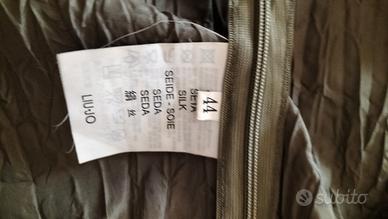 44
SETA
SILK
SEIDE - SOIE
SEDA
SEDA
絹 丝
LIU·JO
subito